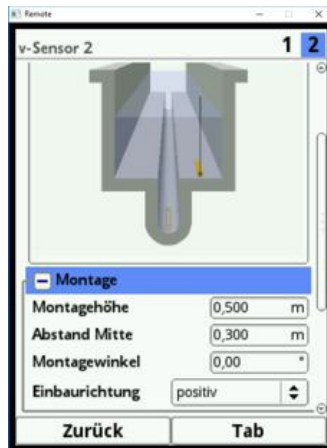 Remote
v-Sensor 2 1 2
Montage
Montagehöhe 0,500 m
Abstand Mitte 0,300 m
Montagewinkel 0,00 °
Einbaurichtung positiv
Zurück Tab